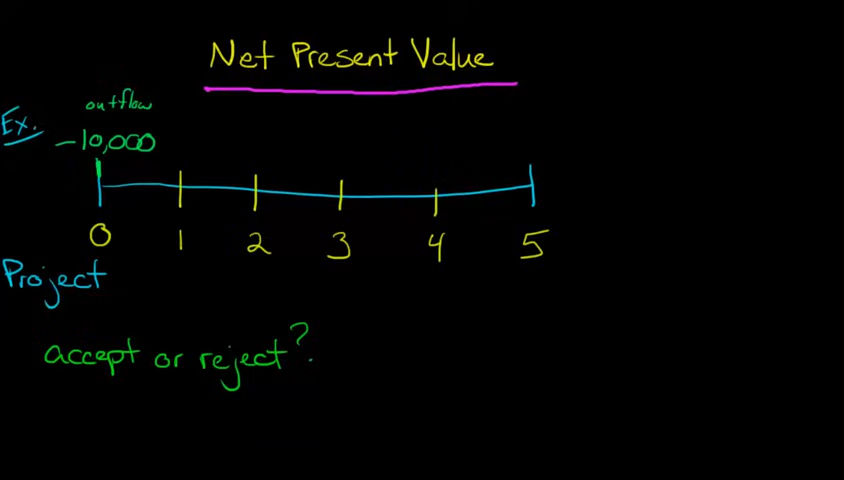 Net Present Value
outflow
Ex.
-10,000
0 1 2 3 4 5
Project
accept or reject?